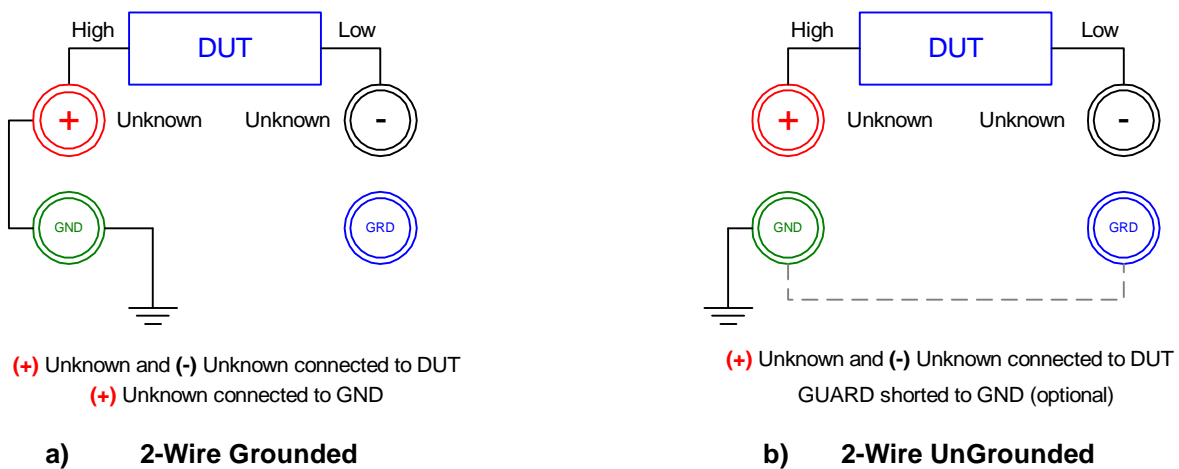 High
DUT
Low
+
Unknown
Unknown
-
GND
GRD
(+) Unknown and (-) Unknown connected to DUT
(+) Unknown connected to GND
a) 2-Wire Grounded
High
DUT
Low
+
Unknown
Unknown
-
GND
GRD
(+) Unknown and (-) Unknown connected to DUT
GUARD shorted to GND (optional)
b) 2-Wire UnGrounded